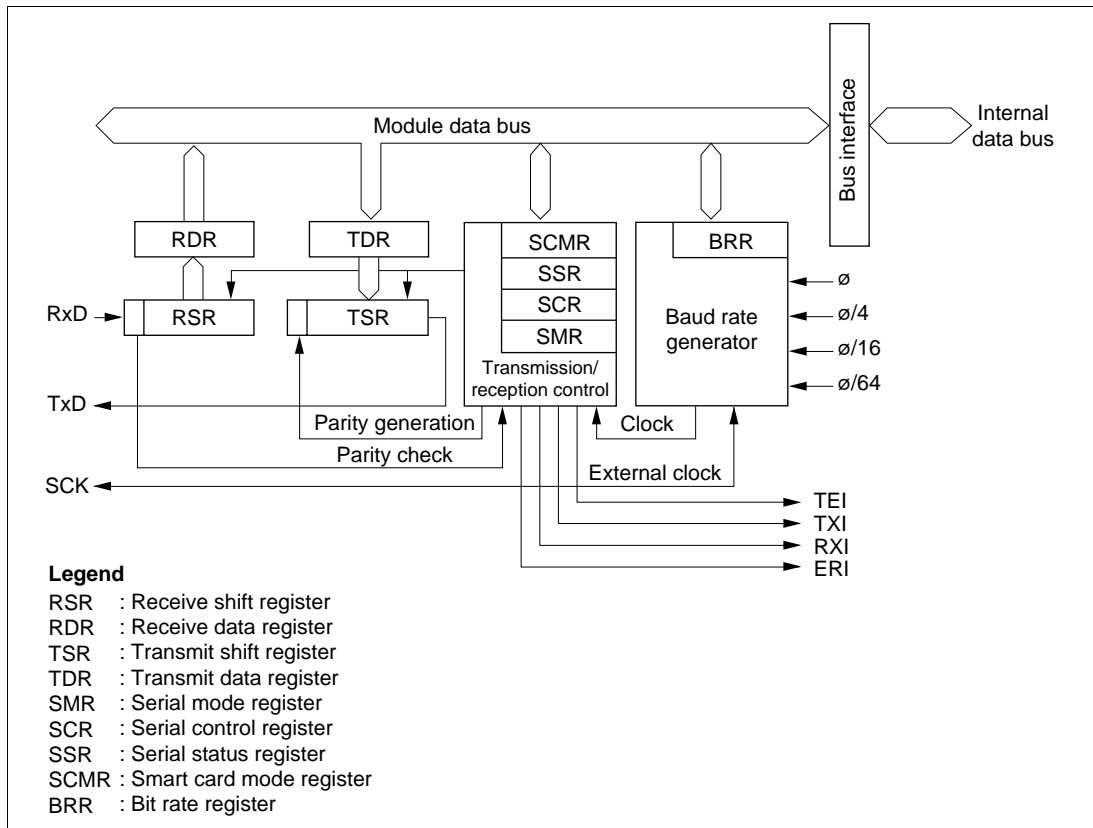 Module data bus
Bus interface
Internal
data bus
RDR
TDR
SCMR
BRR
SSR
ø
RxD
RSR
TSR
SCR
Baud rate
generator
ø/4
SMR
ø/16
Transmission/
reception control
ø/64
TxD
Parity generation
Clock
Parity check
SCK
External clock
TEI
TXI
RXI
ERI
Legend
RSR : Receive shift register
RDR : Receive data register
TSR : Transmit shift register
TDR : Transmit data register
SMR : Serial mode register
SCR : Serial control register
SSR : Serial status register
SCMR : Smart card mode register
BRR : Bit rate register